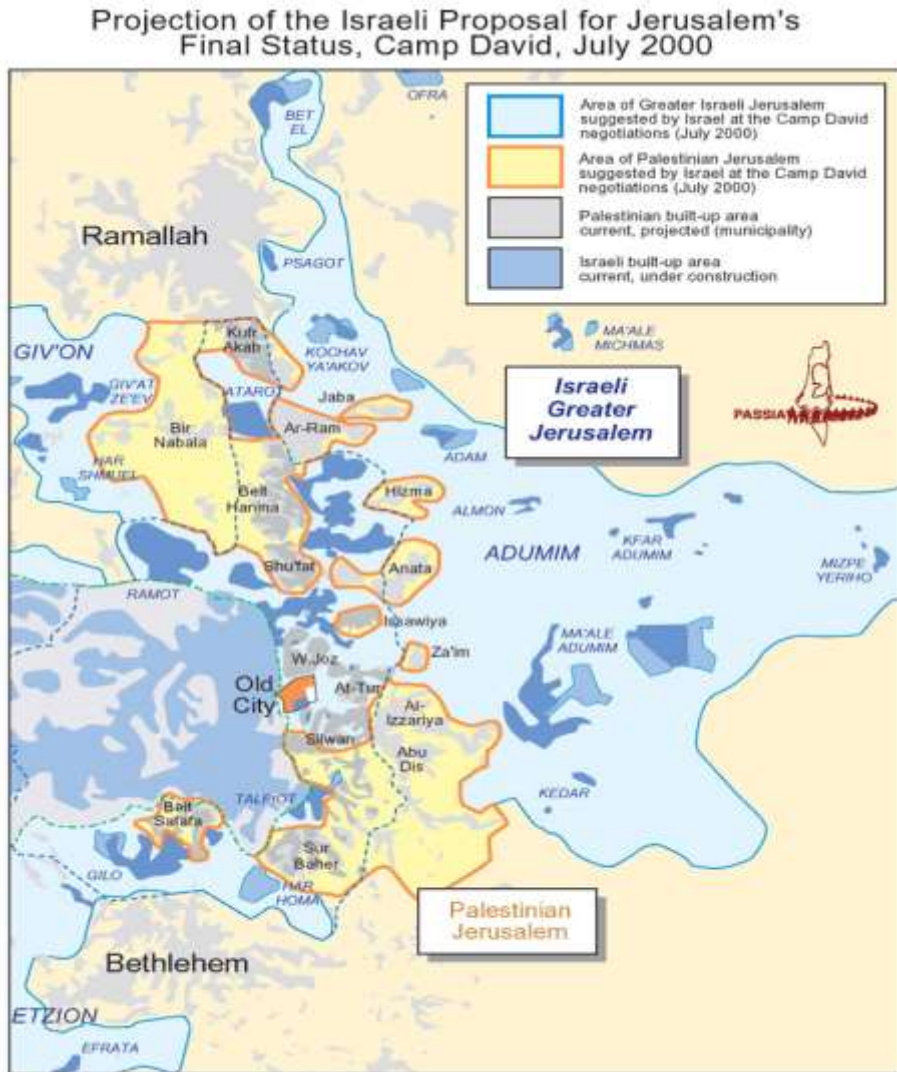 Projection of the Israeli Proposal for Jerusalem's
Final Status, Camp David, July 2000
Area of Greater Israeli Jerusalem
suggested by Israel at the Camp David
negotiations (July 2000)
Area of Palestinian Jerusalem
suggested by Israel at the Camp David
negotiations (July 2000)
Palestinian built-up area
current, projected (municipality)
Israeli built-up area
current, under construction
OFRA
BET
EL
Ramallah
PSAGOT
Kufr
Akab
KOCHAV
YA'AKOV
MA'ALE
MICHMAS
GIV'ON
GIV'AT
ZE'EV
ATARO
Jaba
Israeli
Greater
Jerusalem
PASSIA
Bir
Nabala
Ar-Ram
ADAM
HAR
SHMUEL
Beit
Hanina
Hizma
ALMON
ADUMIM
KFAR
ADUMIM
MIZPE
YERIHO
Shu'fat
Anata
RAMOT
Issawiya
MA'ALE
ADUMIM
W.Joz
Za'im
Old
City
At-Tur
Al-
Izzariya
Silwan
Abu
Dis
TALPIOT
KEDAR
Beit
Safafa
Sur
Baher
GILO
HAR
HOMA
Palestinian
Jerusalem
Bethlehem
ETZION
EFRATA